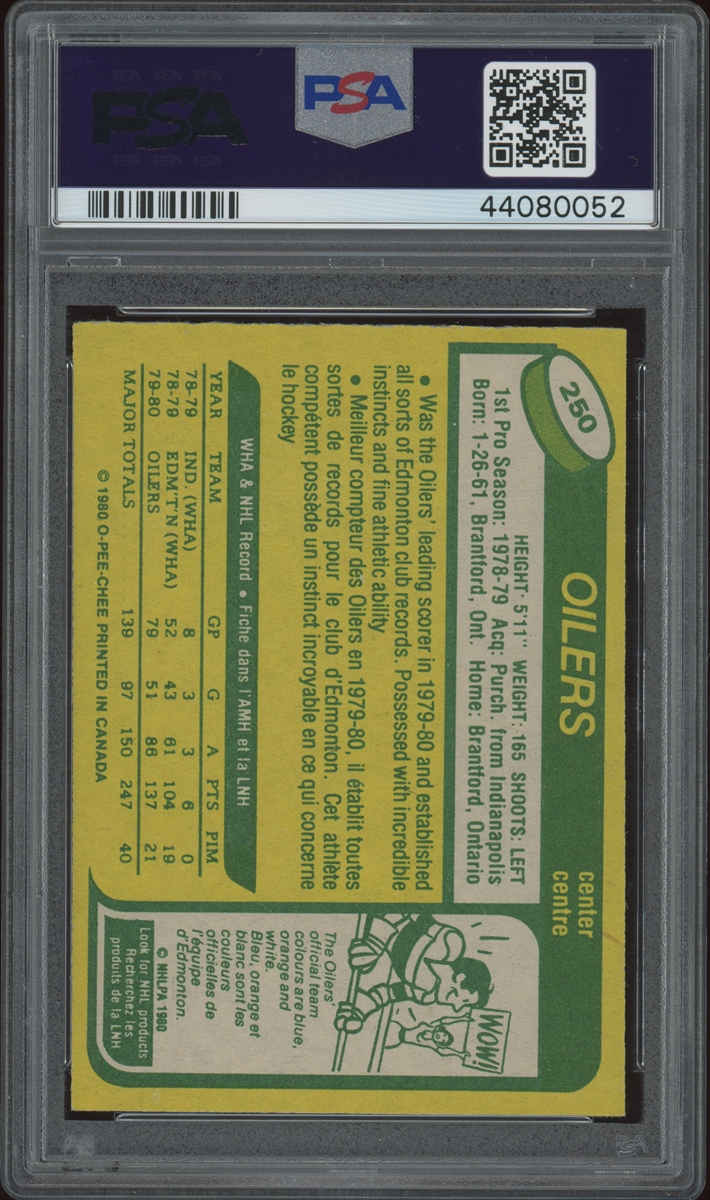 PSA PSA PSA
PSA
PSA PSA PSA
PSA
44080052
250
OILERS
center
centre
HEIGHT: 5'11" WEIGHT: 165 SHOOTS: LEFT
1st Pro Season: 1978-79 Acq: Purch. from Indianapolis
Born: 1-26-61, Brantford, Ont. Home: Brantford, Ontario
• Was the Oilers' leading scorer in 1979-80 and established
all sorts of Edmonton club records. Possessed with incredible
instincts and fine athletic ability
• Meilleur compteur des Oilers en 1979-80, il établit toutes
sortes de records pour le club d'Edmonton. Cet athlète
compétent possède un instinct incroyable en ce qui concerne
le hockey
WHA & NHL Record • Fiche dans l'AMH et la LNH
YEAR TEAM GP G A PTS PIM
78-79 IND. (WHA) 8 3 3 6 0
78-79 EDM'T'N (WHA) 52 43 61 104 19
79-80 OILERS 79 51 86 137 21
MAJOR TOTALS 139 97 150 247 40
© 1980 O-PEE-CHEE PRINTED IN CANADA
WOW!
The Oilers'
official team
colours are blue,
orange and
white.
Bleu, orange et
blanc sont les
couleurs
officielles de
l'équipe
d'Edmonton.
© NHLPA 1980
Look for NHL products
Recherchez les
produits de la LNH